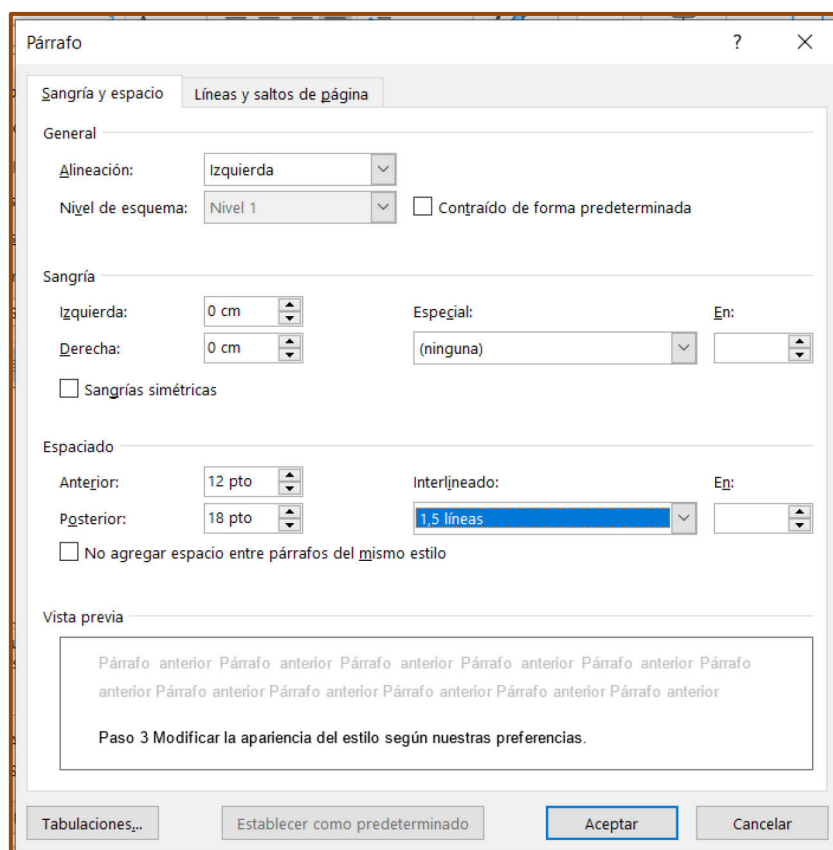 Párrafo ? X
Sangría y espacio Líneas y saltos de página
General
Alineación: Izquierda
Nivel de esquema: Nivel 1 Contraído de forma predeterminada
Sangría
Izquierda: 0 cm Especial: En:
Derecha: 0 cm (ninguna)
Sangrías simétricas
Espaciado
Anterior: 12 pto Interlineado: En:
Posterior: 18 pto 1,5 líneas
No agregar espacio entre párrafos del mismo estilo
Vista previa
Párrafo anterior Párrafo anterior Párrafo anterior Párrafo anterior Párrafo anterior Párrafo
anterior Párrafo anterior Párrafo anterior Párrafo anterior Párrafo anterior Párrafo anterior
Paso 3 Modificar la apariencia del estilo según nuestras preferencias.
Tabulaciones... Establecer como predeterminado Aceptar Cancelar